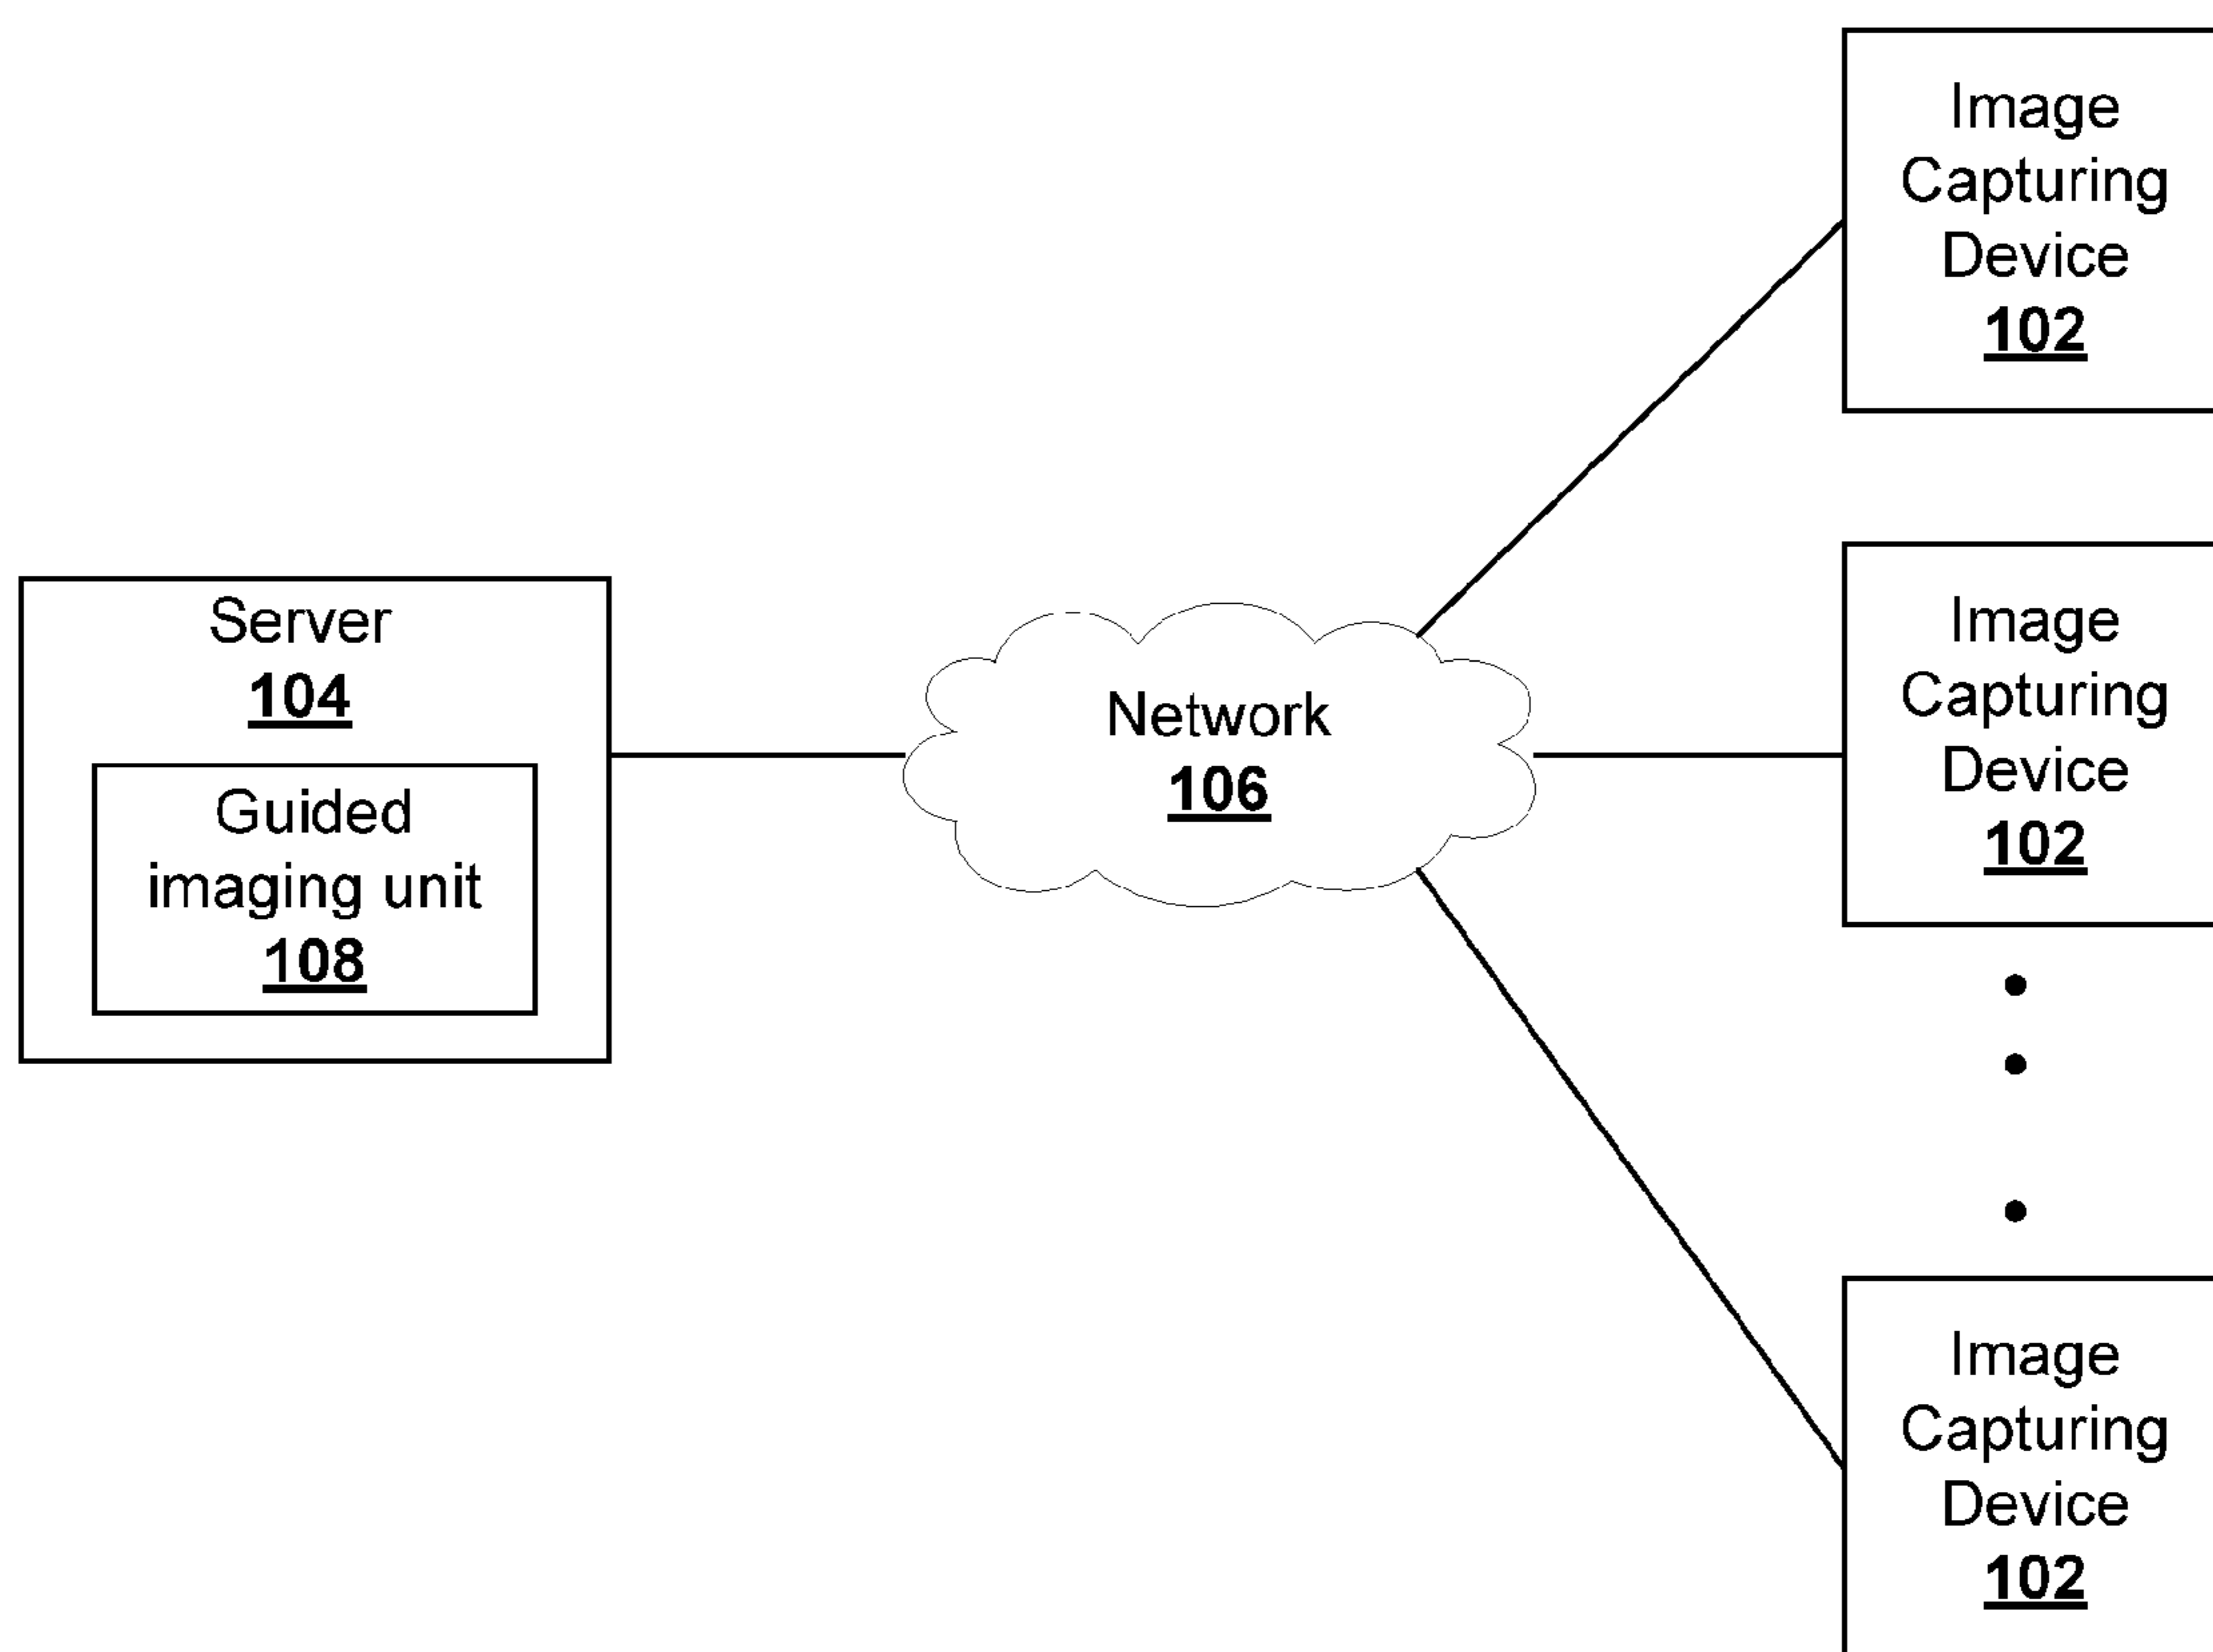 Server
104
Guided
imaging unit
108
Network
106
Image
Capturing
Device
102
Image
Capturing
Device
102
Image
Capturing
Device
102